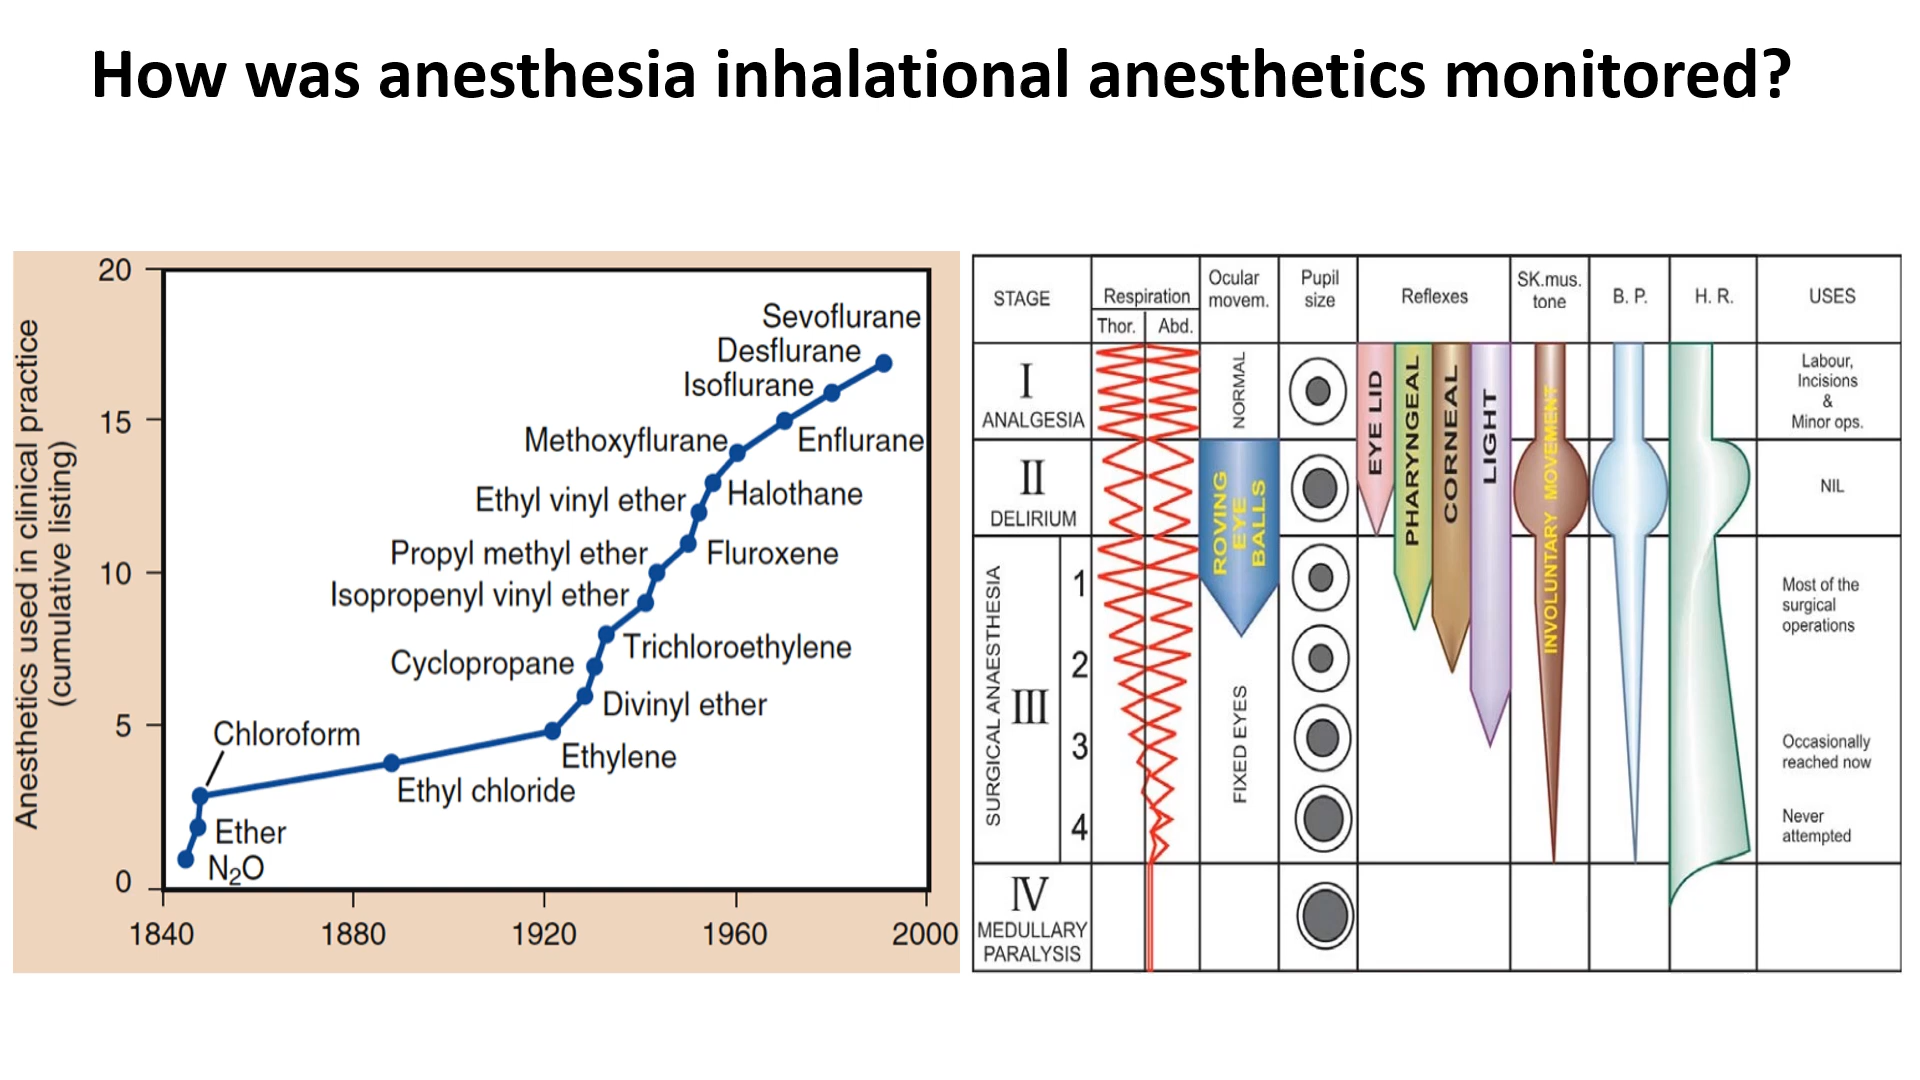 How was anesthesia inhalational anesthetics monitored?
Anesthetics used in clinical practice
(cumulative listing)
20
15
10
5
0
1840
1880
1920
1960
2000
Sevoflurane
Desflurane
Isoflurane
Enflurane
Methoxyflurane
Halothane
Ethyl vinyl ether
Fluroxene
Propyl methyl ether
Isopropenyl vinyl ether
Trichloroethylene
Cyclopropane
Divinyl ether
Ethylene
Ethyl chloride
Chloroform
Ether
N₂O
STAGE
Respiration
Thor.
Abd.
Ocular
movem.
Pupil
size
Reflexes
SK.mus.
tone
B. P.
H. R.
USES
I
ANALGESIA
II
DELIRIUM
SURGICAL ANAESTHESIA
III
1
2
3
4
IV
MEDULLARY
PARALYSIS
NORMAL
ROVING
EYE
BALLS
FIXED EYES
EYE LID
PHARYNGEAL
CORNEAL
LIGHT
INVOLUNTARY MOVEMENT
Labour,
Incisions
&
Minor ops.
NIL
Most of the
surgical
operations
Occasionally
reached now
Never
attempted